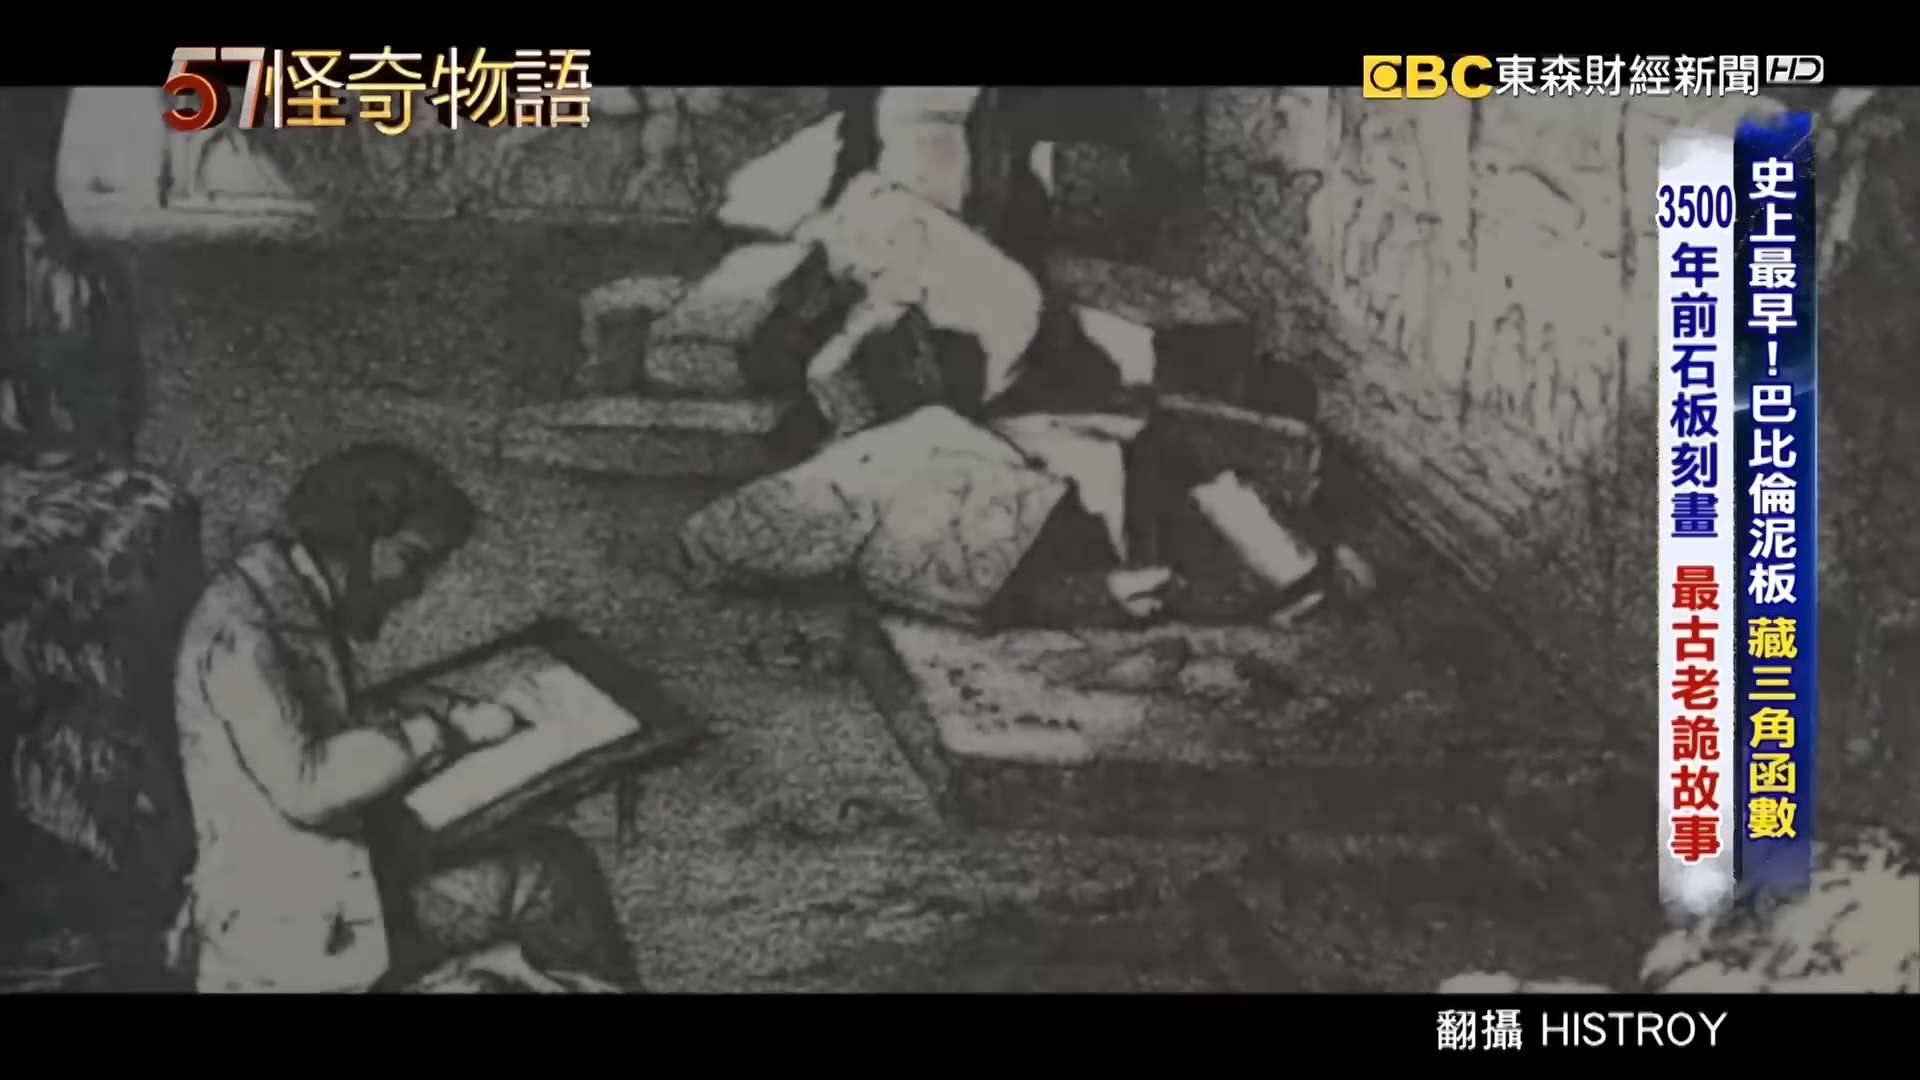 57怪奇物語
EBC東森財經新聞HD
史上最早!巴比倫泥板 藏三角函數
3500年前石板刻畫 最古老詭故事
翻攝 HISTROY